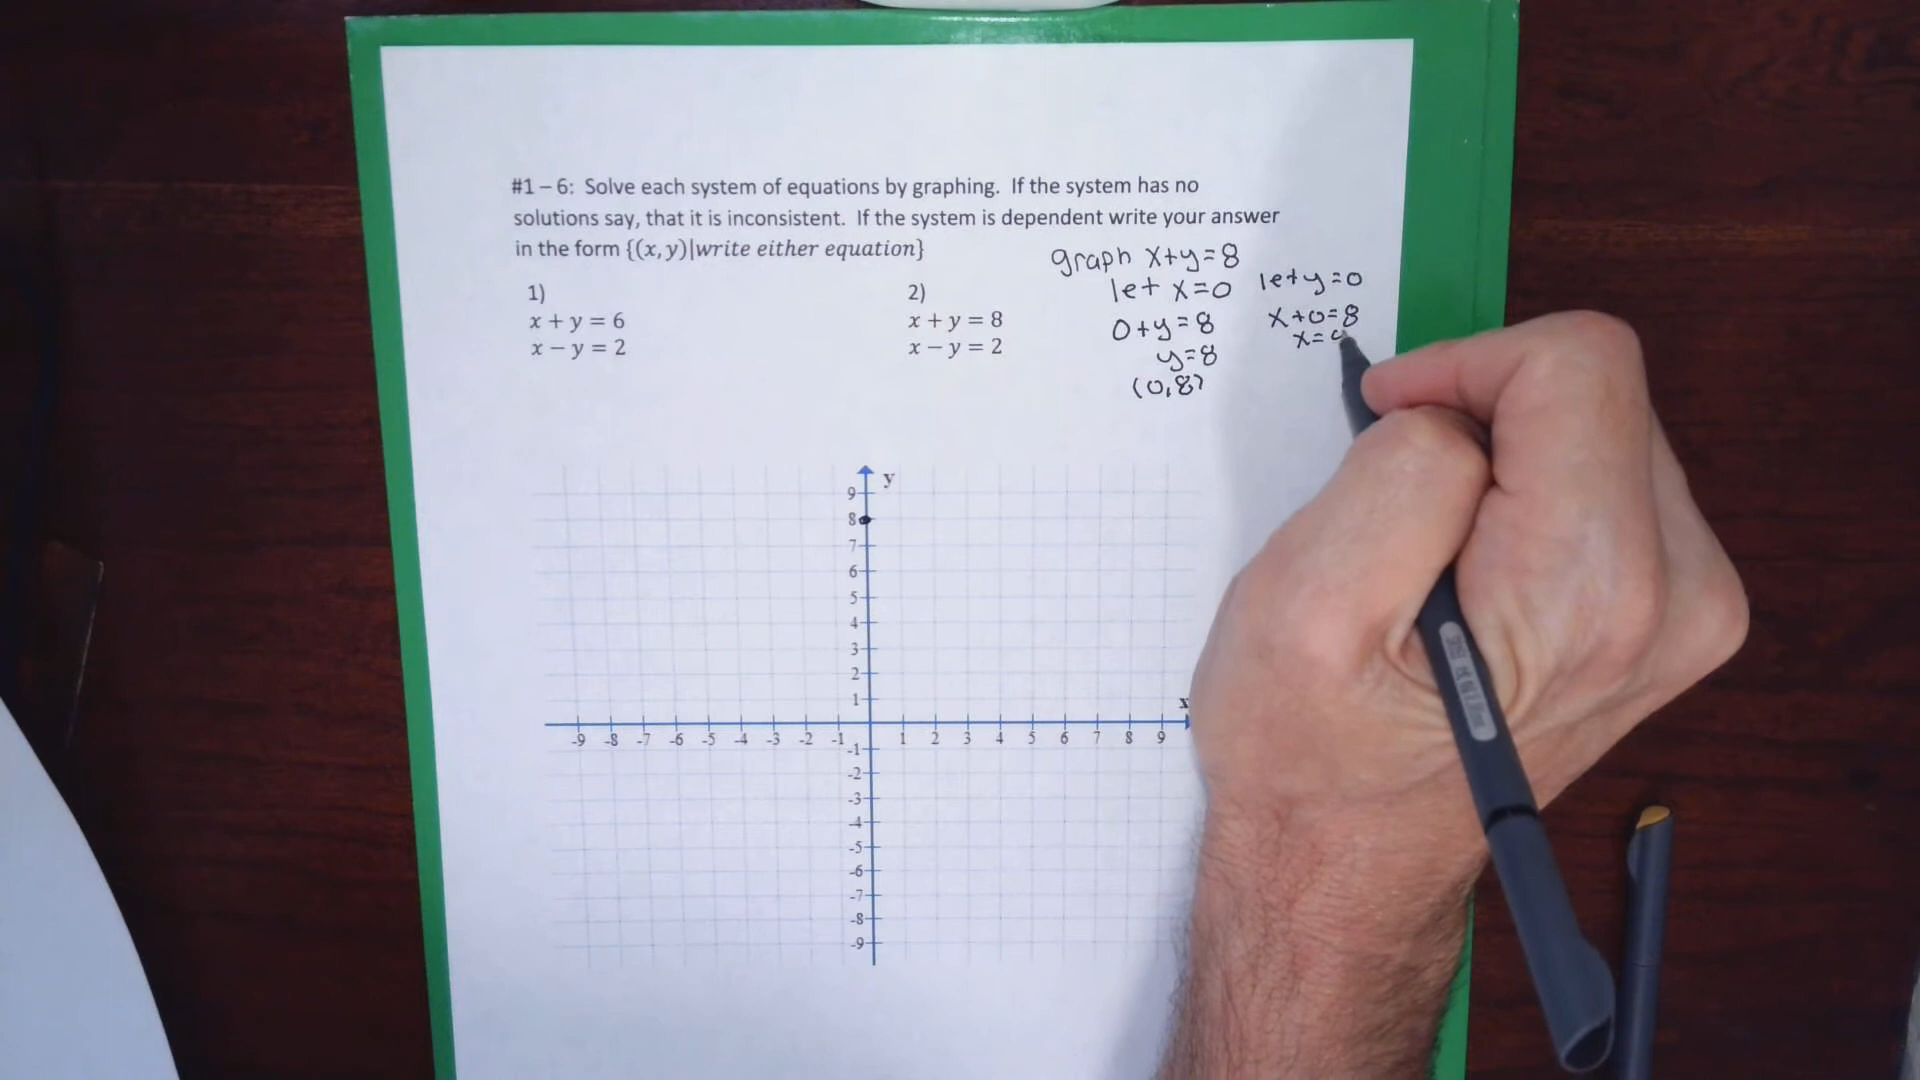 #1 – 6: Solve each system of equations by graphing. If the system has no
solutions say, that it is inconsistent. If the system is dependent write your answer
in the form {(x, y)|write either equation}
1)
x + y = 6
x − y = 2
2)
x + y = 8
x − y = 2
graph x+y=8
let x=0
0+y=8
y=8
(0,8)
let y=0
x+0=8
x=
y
9
8
7
6
5
4
3
2
1
x
-9 -8 -7 -6 -5 -4 -3 -2 -1 1 2 3 4 5 6 7 8 9
-1
-2
-3
-4
-5
-6
-7
-8
-9